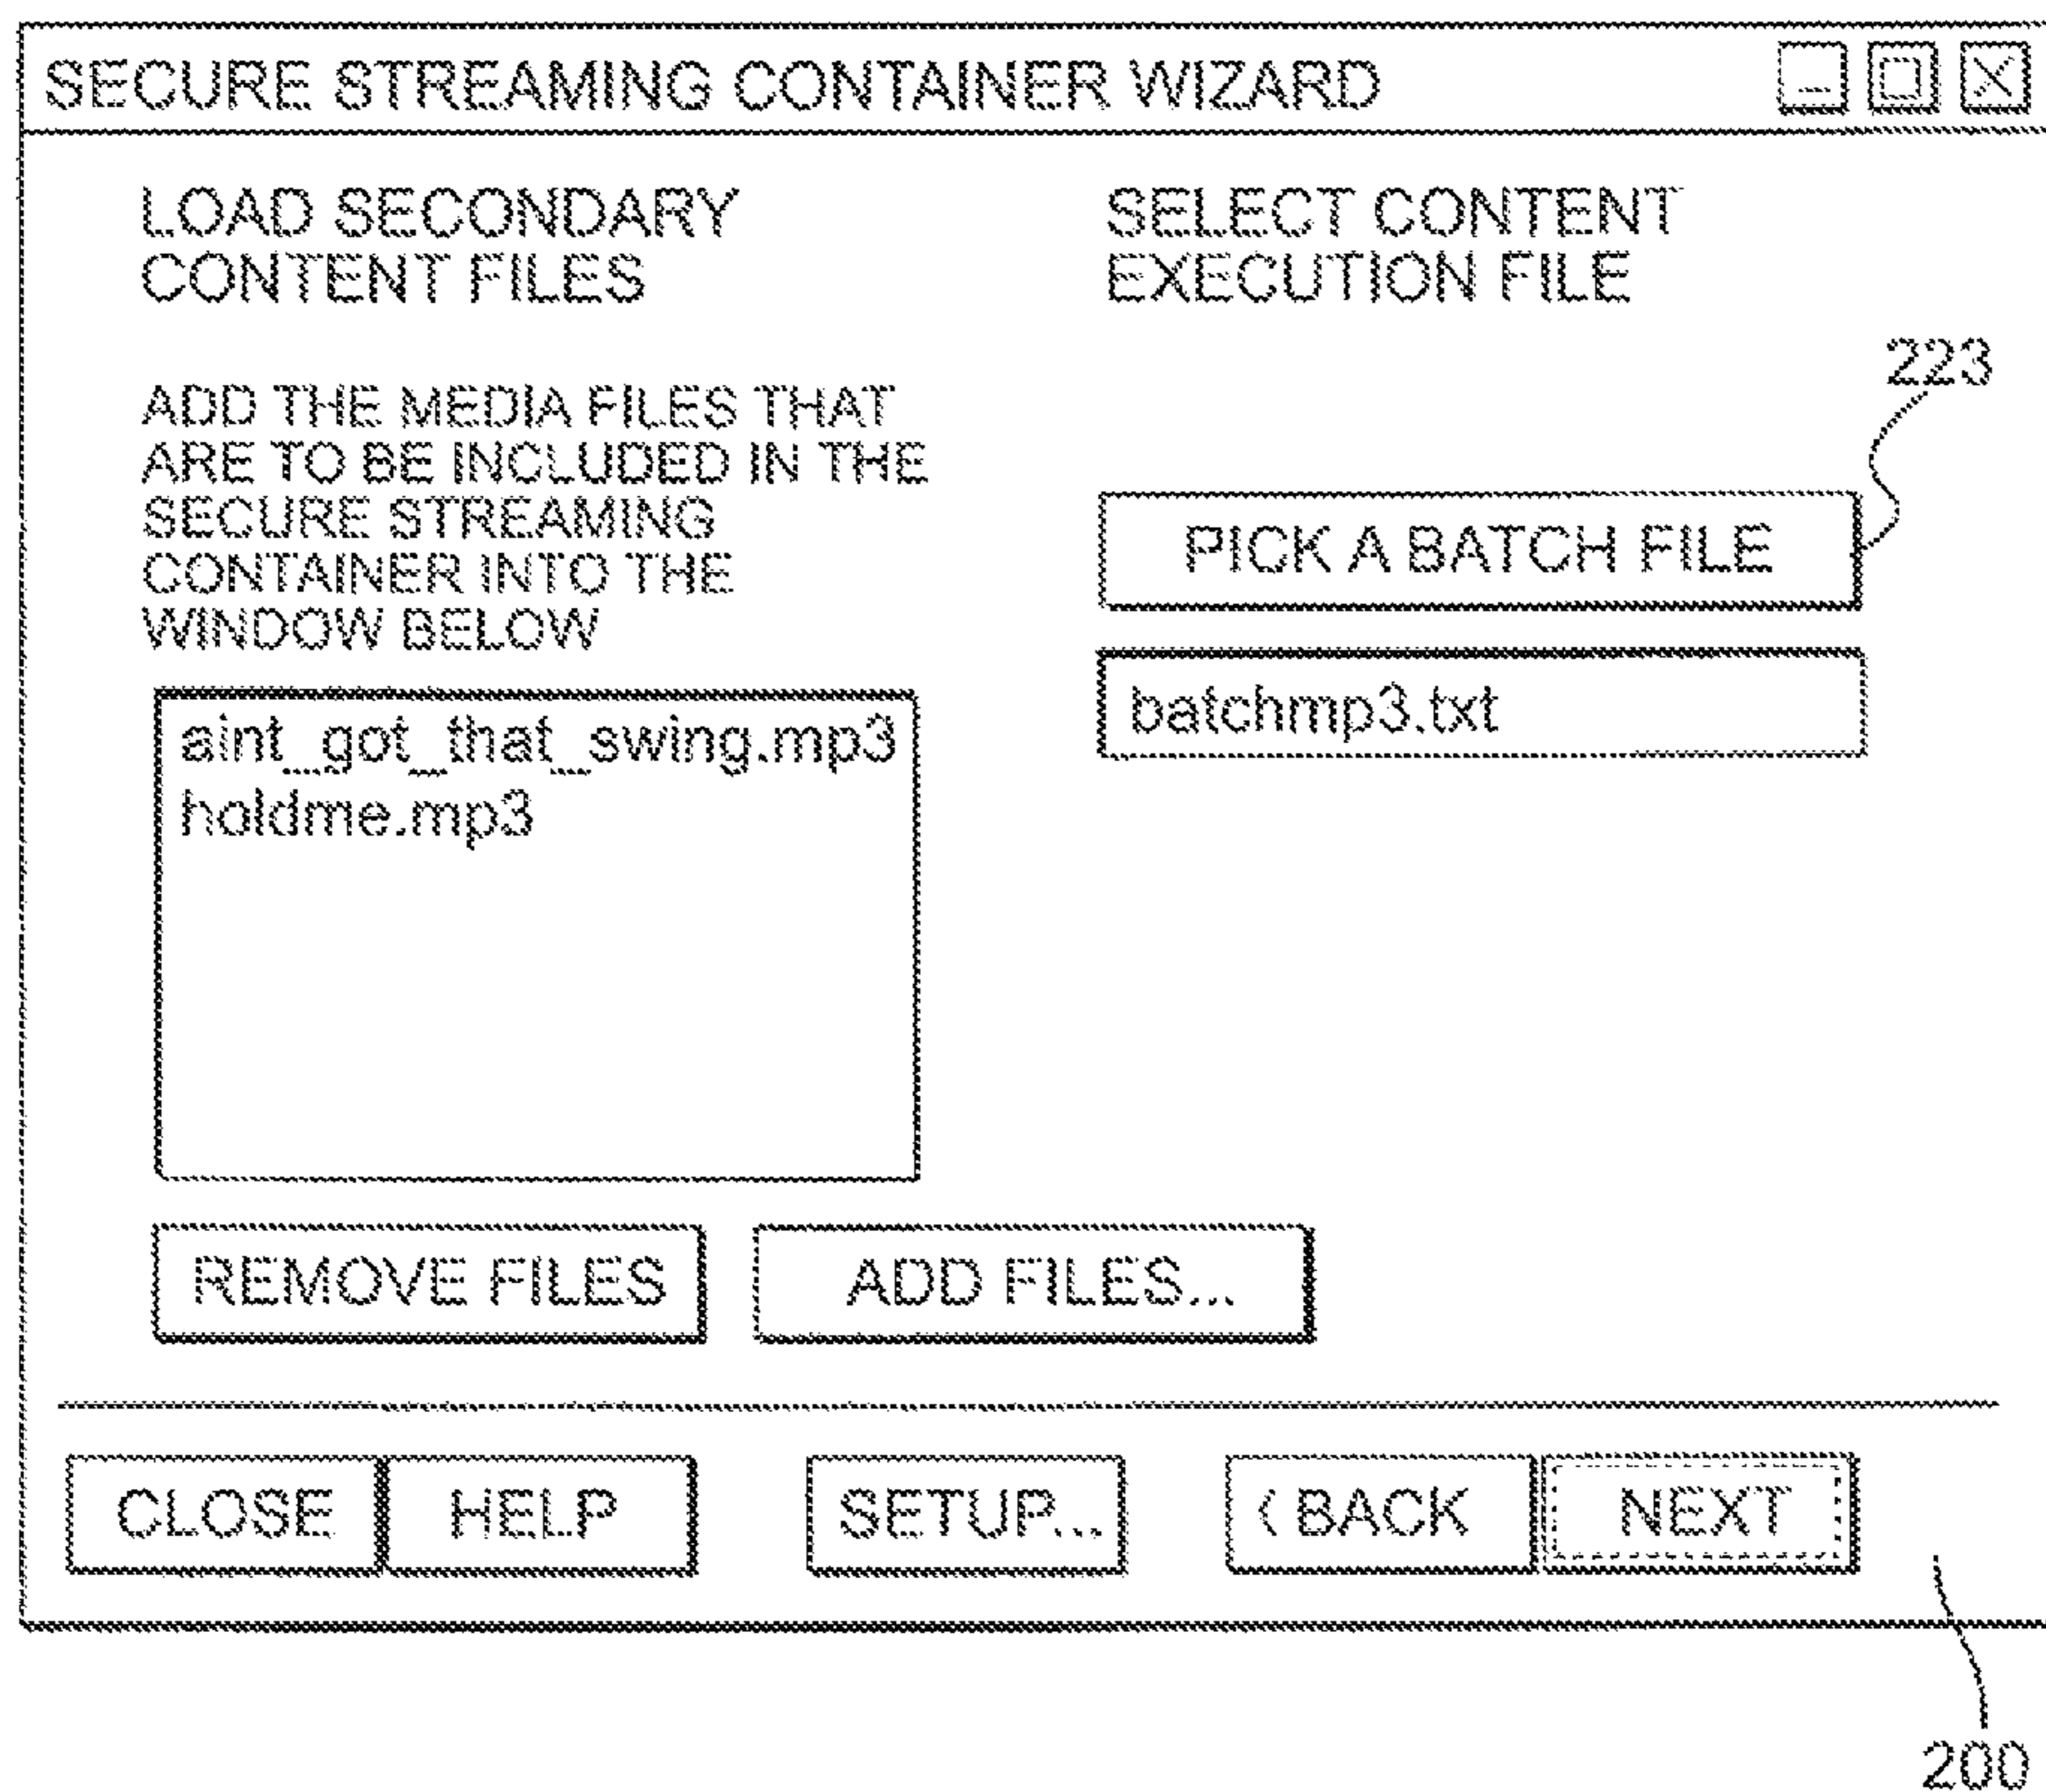 SECURE STREAMING CONTAINER WIZARD
LOAD SECONDARY
CONTENT FILES
ADD THE MEDIA FILES THAT
ARE TO BE INCLUDED IN THE
SECURE STREAMING
CONTAINER INTO THE
WINDOW BELOW
aint_got_that_swing.mp3
holdme.mp3
SELECT CONTENT
EXECUTION FILE
223
PICK A BATCH FILE
batchmp3.txt
REMOVE FILES
ADD FILES...
CLOSE
HELP
SETUP...
‹ BACK
NEXT
200